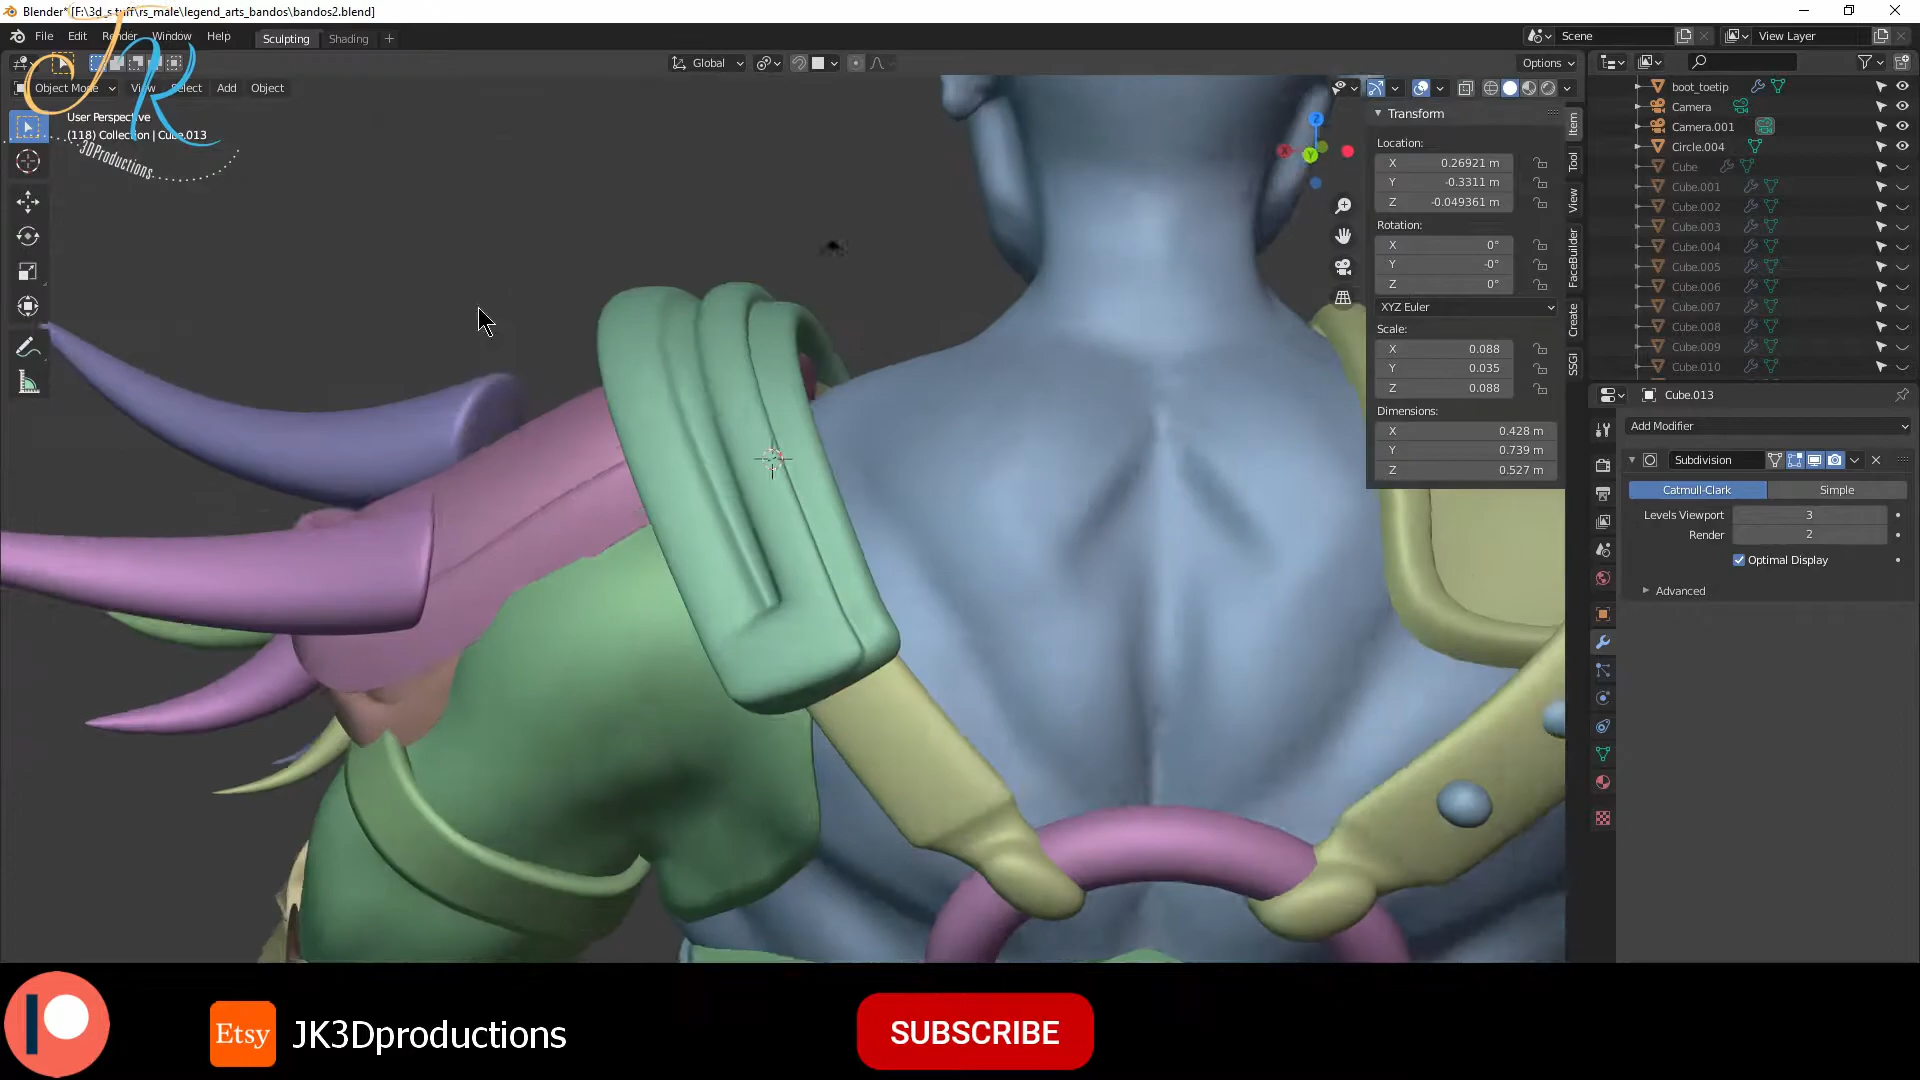 Blender* [F:\3d_stuff\rs_male\legend_arts_bandos\bandos2.blend]
File Edit Render Window Help Sculpting Shading + Scene View Layer
Global Options
Object Mode View Select Add Object
User Perspective
(118) Collection | Cube.013
JR
3DProductions
Transform
Location:
X 0.26921 m
Y -0.3311 m
Z -0.049361 m
Rotation:
X 0°
Y -0°
Z 0°
XYZ Euler
Scale:
X 0.088
Y 0.035
Z 0.088
Dimensions:
X 0.428 m
Y 0.739 m
Z 0.527 m
Item
Tool
View
FaceBuilder
Create
SSGI
X
Y
Z
boot_toetip
Camera
Camera.001
Circle.004
Cube
Cube.001
Cube.002
Cube.003
Cube.004
Cube.005
Cube.006
Cube.007
Cube.008
Cube.009
Cube.010
Cube.013
Add Modifier
Subdivision
Catmull-Clark Simple
Levels Viewport 3
Render 2
Optimal Display
Advanced
Etsy JK3Dproductions
SUBSCRIBE